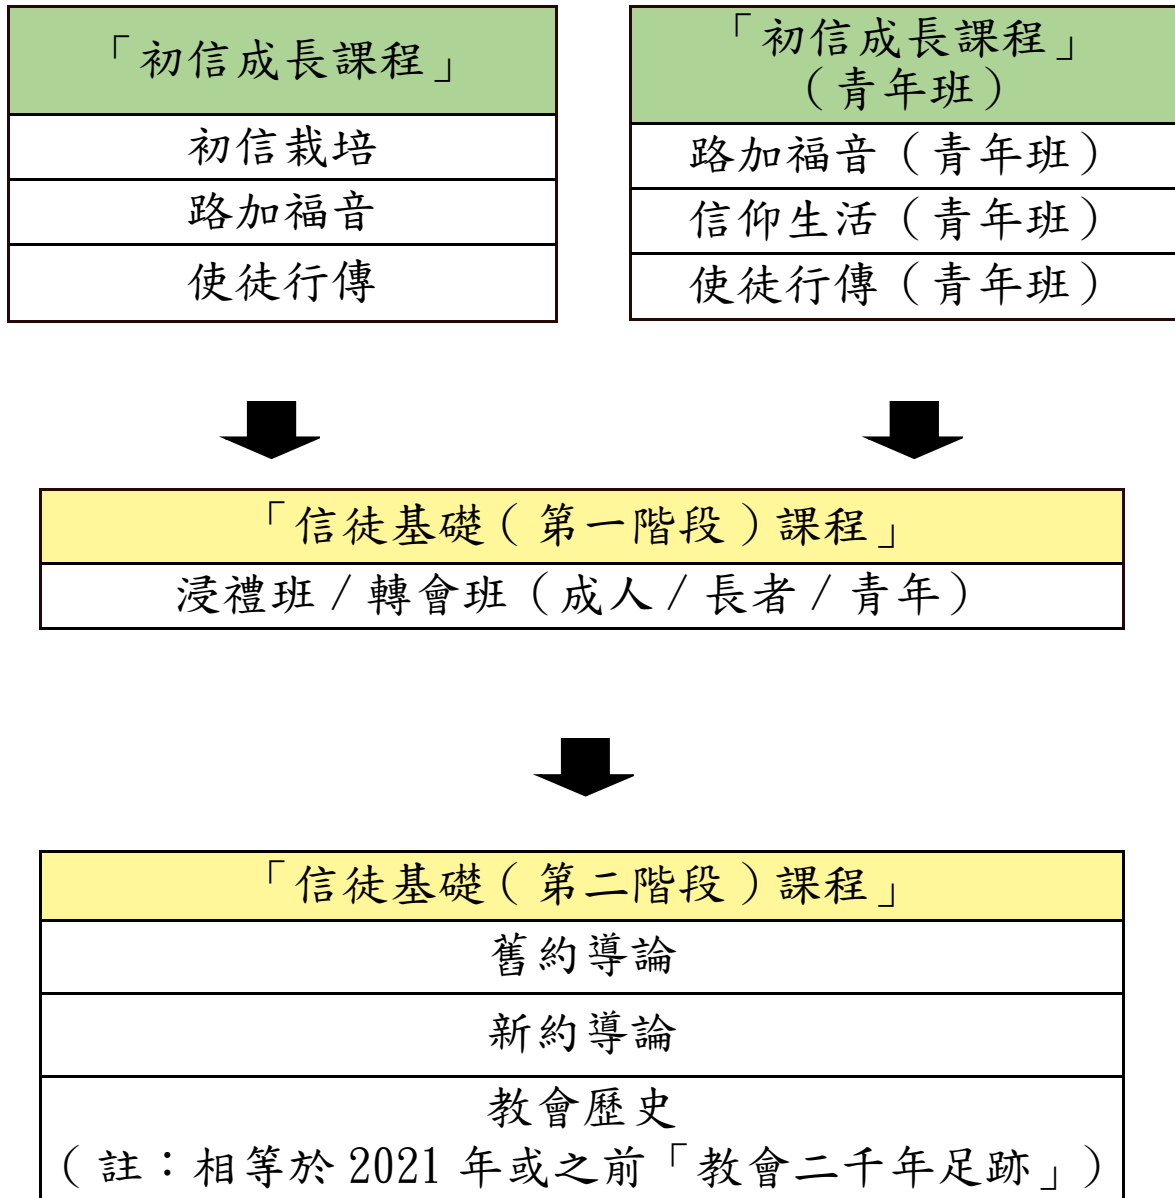 「初信成長課程」
初信栽培
路加福音
使徒行傳
「初信成長課程」
（青年班）
路加福音（青年班）
信仰生活（青年班）
使徒行傳（青年班）
「信徒基礎（第一階段）課程」
浸禮班／轉會班（成人／長者／青年）
「信徒基礎（第二階段）課程」
舊約導論
新約導論
教會歷史
（註：相等於 2021 年或之前「教會二千年足跡」）